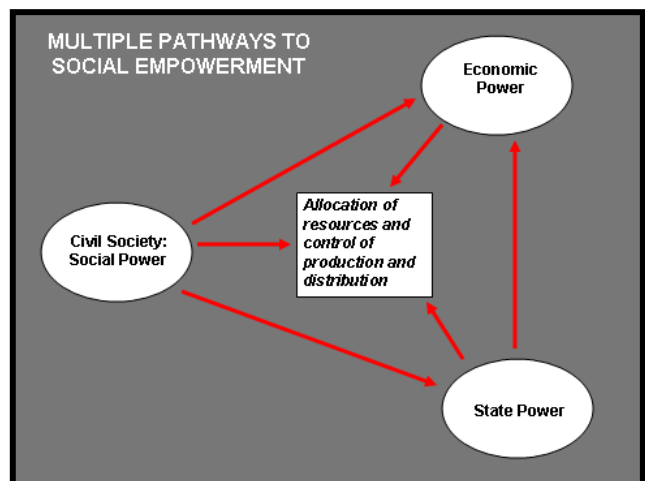 MULTIPLE PATHWAYS TO
SOCIAL EMPOWERMENT
Economic
Power
Allocation of
resources and
control of
production and
distribution
Civil Society:
Social Power
State Power